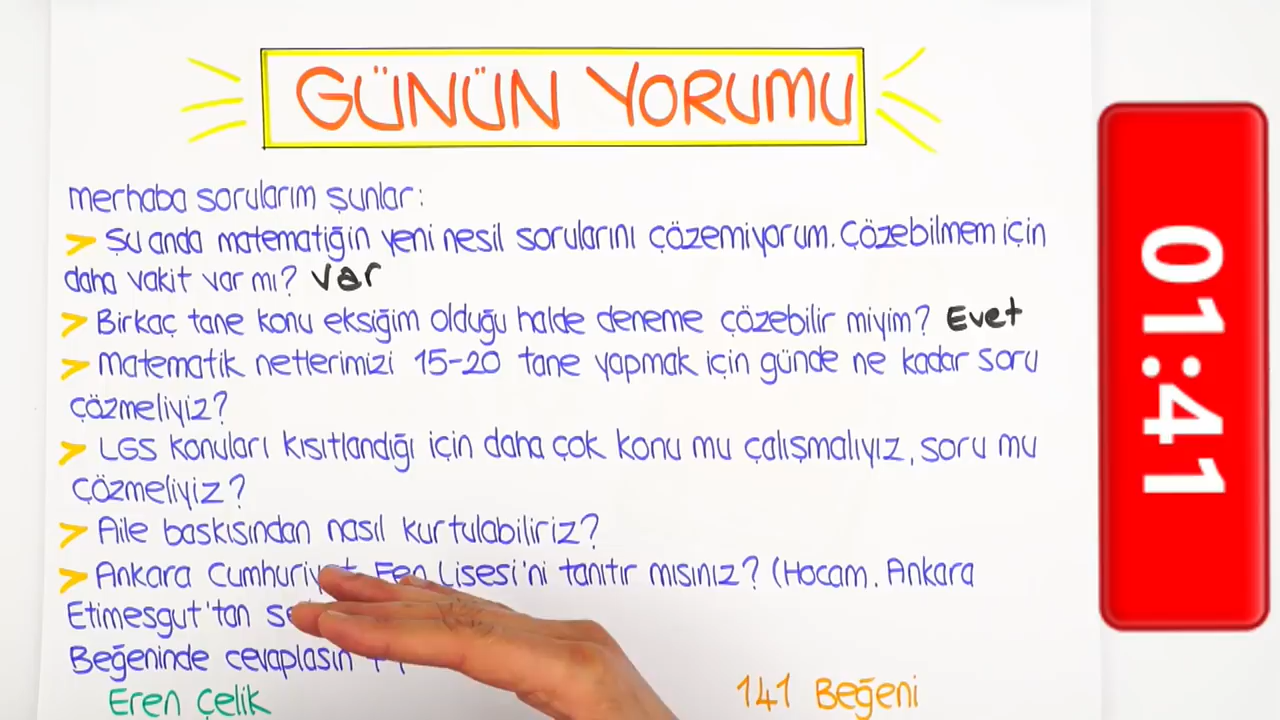 GÜNÜN YORUMU
merhaba sorularım şunlar:
> Şu anda matematiğin yeni nesil sorularını çözemiyorum. Çözebilmem için
daha vakit var mı? var
> Birkaç tane konu eksiğim olduğu halde deneme çözebilir miyim? Evet
> Matematik netlerimizi 15-20 tane yapmak için günde ne kadar soru
çözmeliyiz?
> LGS konuları kısıtlandığı için daha çok konu mu çalışmalıyız, soru mu
çözmeliyiz?
> Aile baskısından nasıl kurtulabiliriz?
> Ankara Cumhuriyet Fen Lisesi'ni tanıtır mısınız? (Hocam. Ankara
Etimesgut'tan
Beğeninde cevaplasın
Eren Çelik
141 Beğeni
01:41